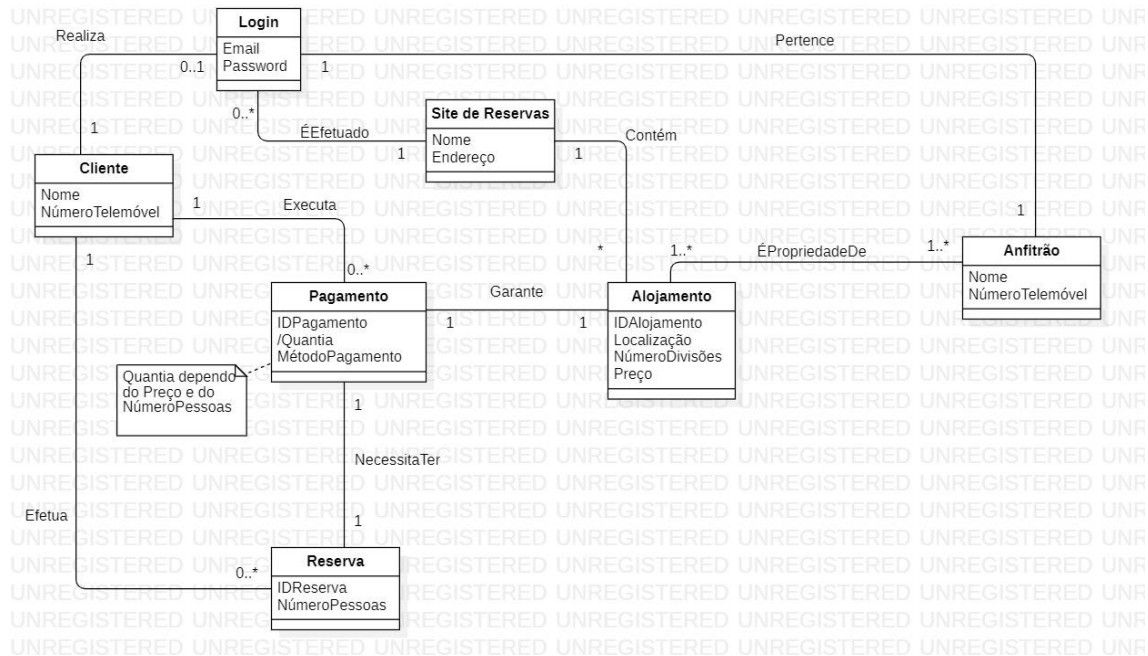 Login
Email
Password
Realiza
Pertence
0..1
1
0..*
ÉEfetuado
1
Site de Reservas
Nome
Endereço
1
Contém
1
Cliente
Nome
NúmeroTelemóvel
1
Executa
1
0..*
*
1..*
ÉPropriedadeDe
1..*
1
Anfitrão
Nome
NúmeroTelemóvel
Pagamento
IDPagamento
/Quantia
MétodoPagamento
1
Garante
1
Alojamento
IDAlojamento
Localização
NúmeroDivisões
Preço
Quantia dependo
do Preço e do
NúmeroPessoas
1
NecessitaTer
1
Efetua
0..*
Reserva
IDReserva
NúmeroPessoas
UNREGISTERED